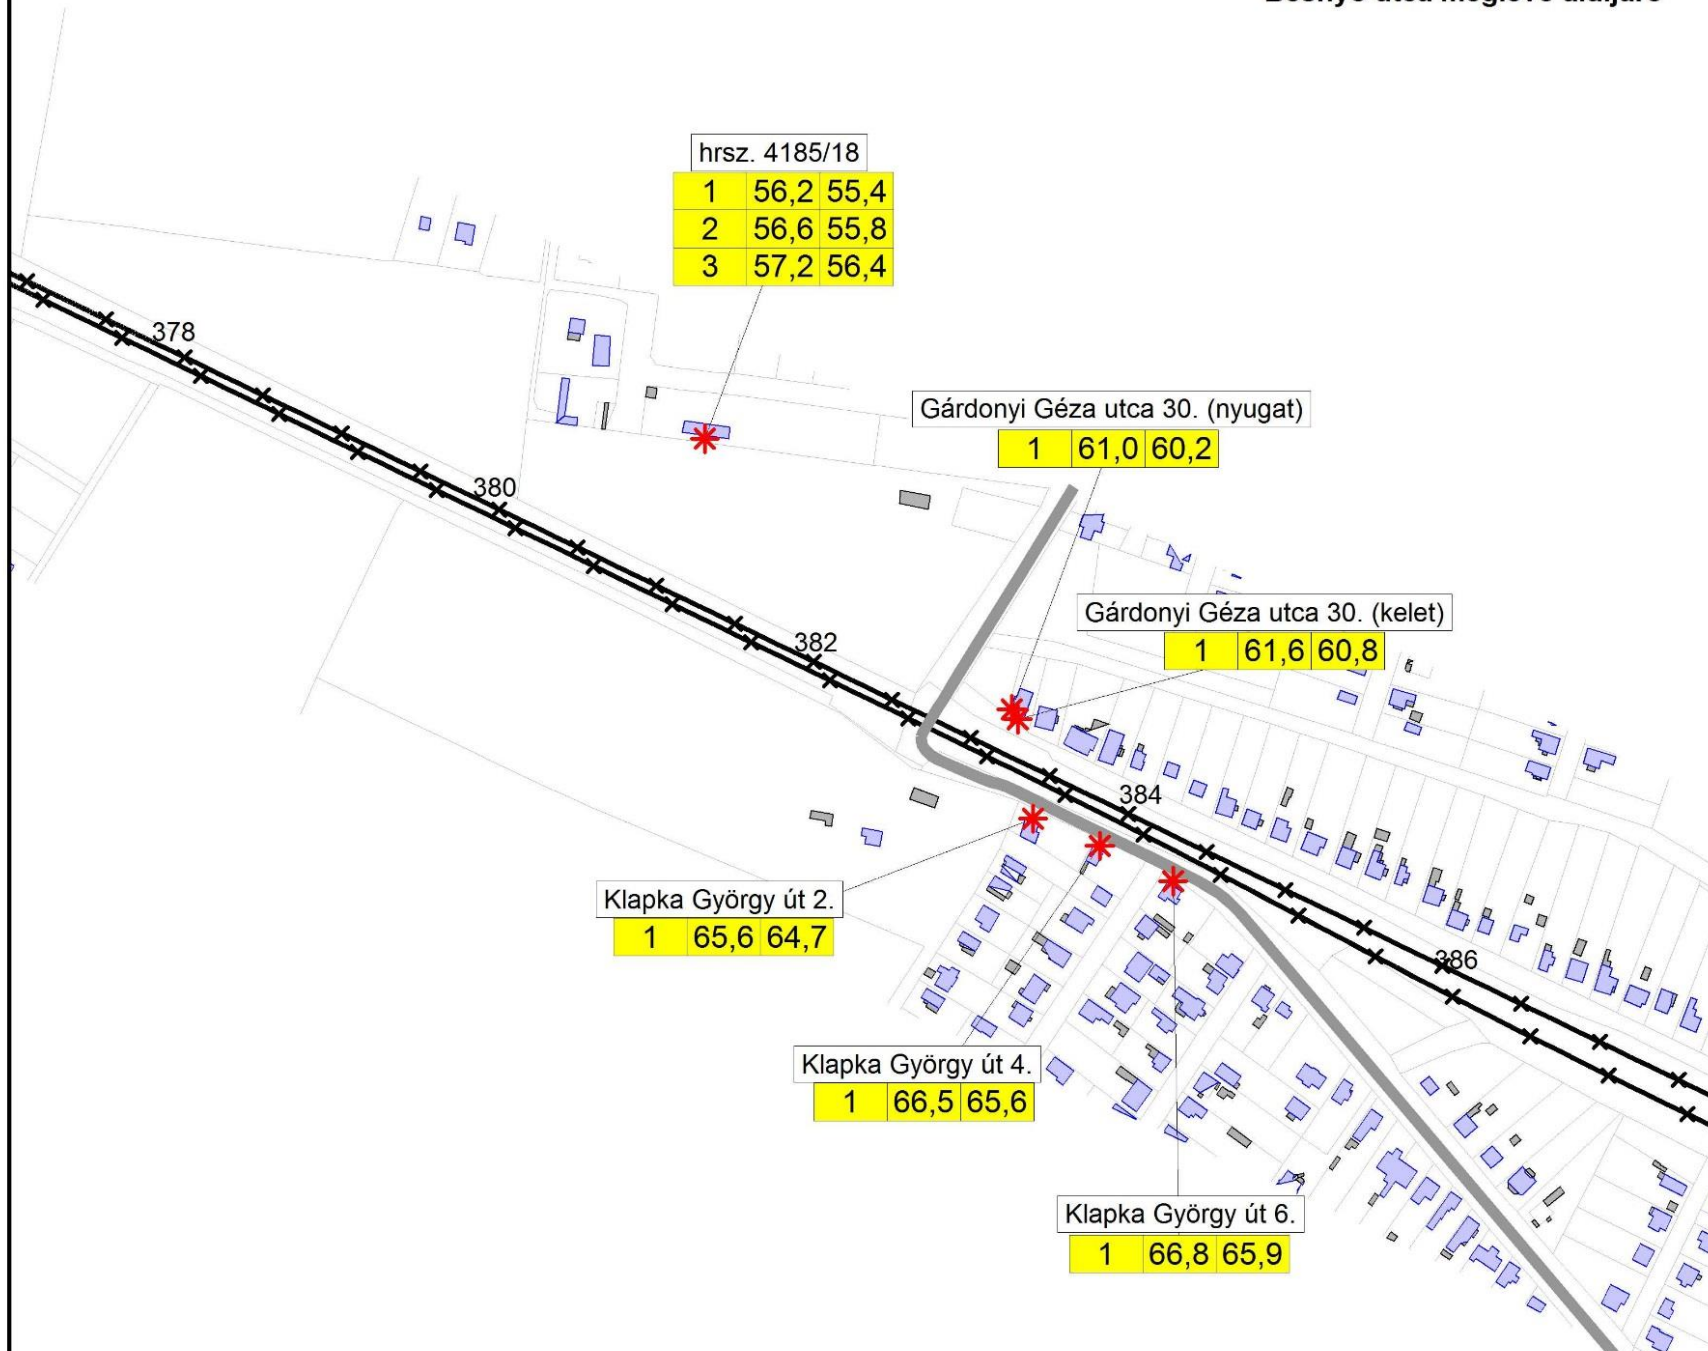 hrsz. 4185/18
1 56,2 55,4
2 56,6 55,8
3 57,2 56,4
378
Gárdonyi Géza utca 30. (nyugat)
1 61,0 60,2
380
Gárdonyi Géza utca 30. (kelet)
1 61,6 60,8
382
384
Klapka György út 2.
1 65,6 64,7
386
Klapka György út 4.
1 66,5 65,6
Klapka György út 6.
1 66,8 65,9